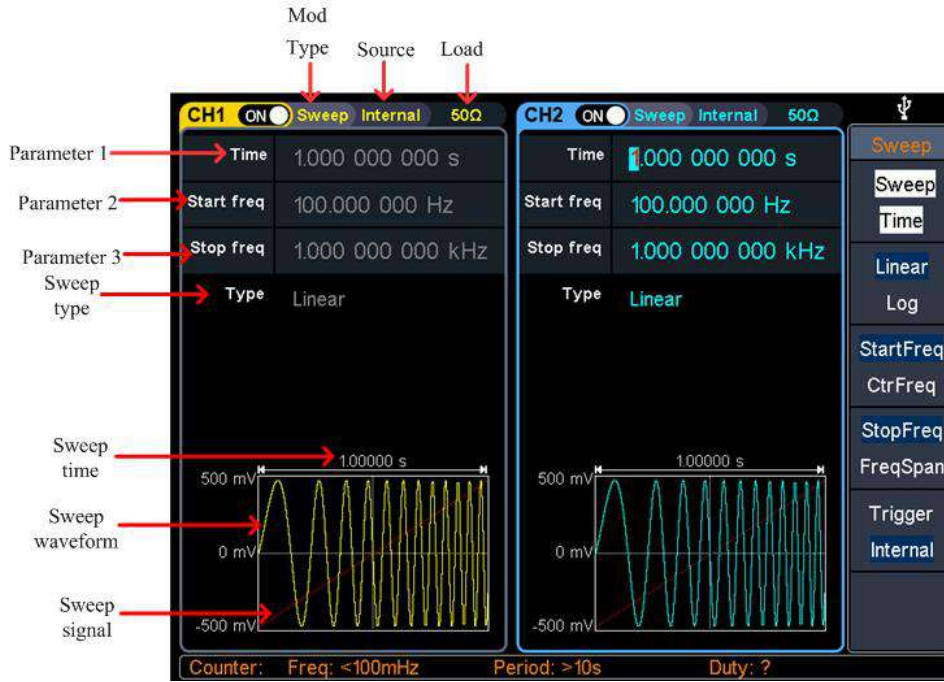 Mod
Type
Source
Load
CH1 ON Sweep Internal 50Ω
CH2 ON Sweep Internal 50Ω
Parameter 1
Time 1.000 000 000 s
Time 1.000 000 000 s
Parameter 2
Start freq 100.000 000 Hz
Start freq 100.000 000 Hz
Parameter 3
Stop freq 1.000 000 000 kHz
Stop freq 1.000 000 000 kHz
Sweep
type
Type Linear
Type Linear
Sweep
time
1.00000 s
1.00000 s
500 mV
500 mV
Sweep
waveform
0 mV
0 mV
Sweep
signal
-500 mV
-500 mV
Sweep
Sweep
Time
Linear
Log
StartFreq
CtrFreq
StopFreq
FreqSpan
Trigger
Internal
Counter: Freq: <100mHz Period: >10s Duty: ?